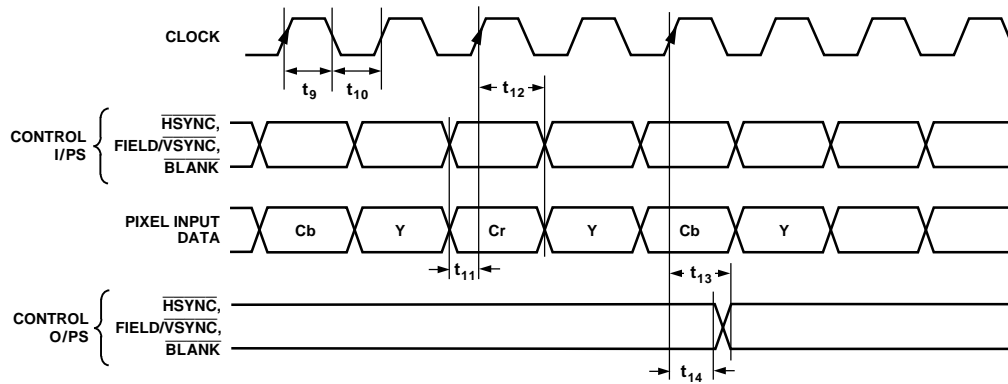 CLOCK
t9
t10
t12
CONTROL
I/PS
HSYNC,
FIELD/VSYNC,
BLANK
PIXEL INPUT
DATA
Cb
Y
Cr
Y
Cb
Y
t11
t13
CONTROL
O/PS
HSYNC,
FIELD/VSYNC,
BLANK
t14